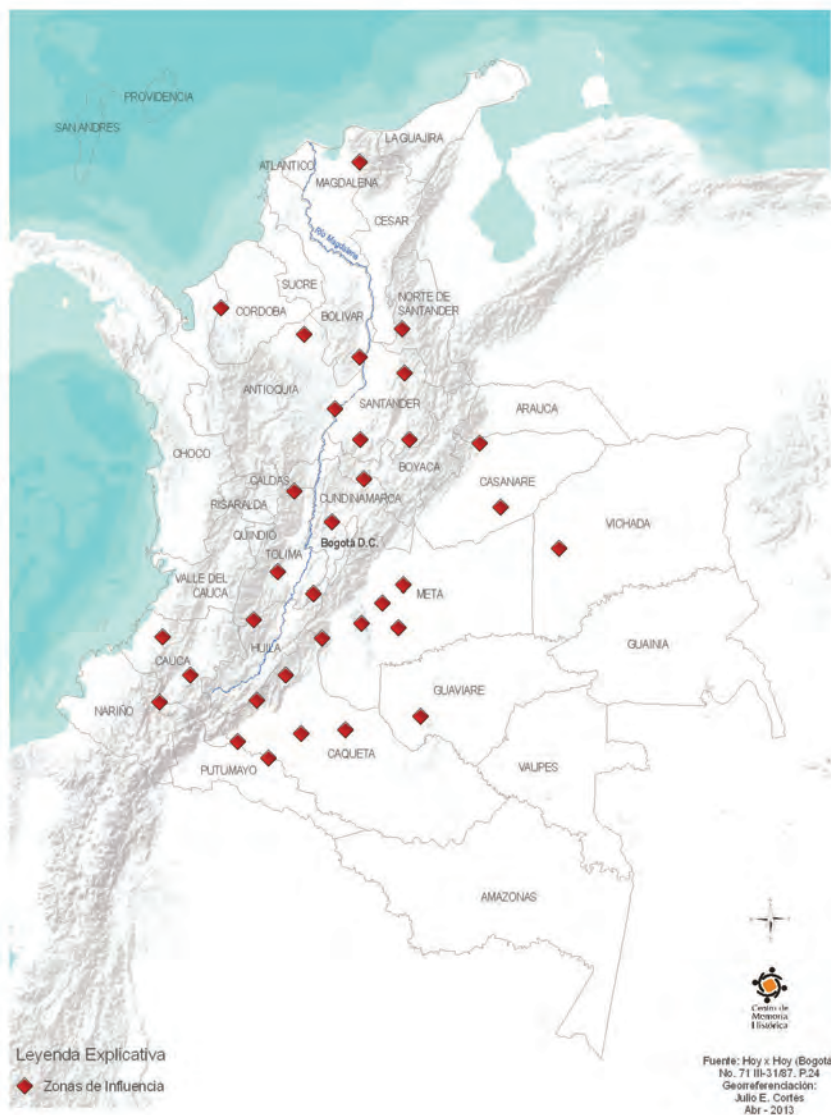 PROVIDENCIA
SAN ANDRES
LA GUAJIRA
ATLANTICO
MAGDALENA
CESAR
Río Magdalena
SUCRE
CORDOBA
BOLIVAR
NORTE DE
SANTANDER
ANTIOQUIA
SANTANDER
ARAUCA
CHOCO
BOYACA
CALDAS
CUNDINAMARCA
CASANARE
RISARALDA
VICHADA
QUINDIO
Bogotá D.C.
TOLIMA
VALLE DEL
CAUCA
META
GUAINIA
HUILA
CAUCA
GUAVIARE
NARIÑO
CAQUETA
PUTUMAYO
VAUPES
AMAZONAS
Centro de
Memoria
Histórica
Leyenda Explicativa
Zonas de Influencia
Fuente: Hoy x Hoy (Bogotá
No. 71 III-31/87. P.24
Georreferenciación:
Julio E. Cortés
Abr - 2013